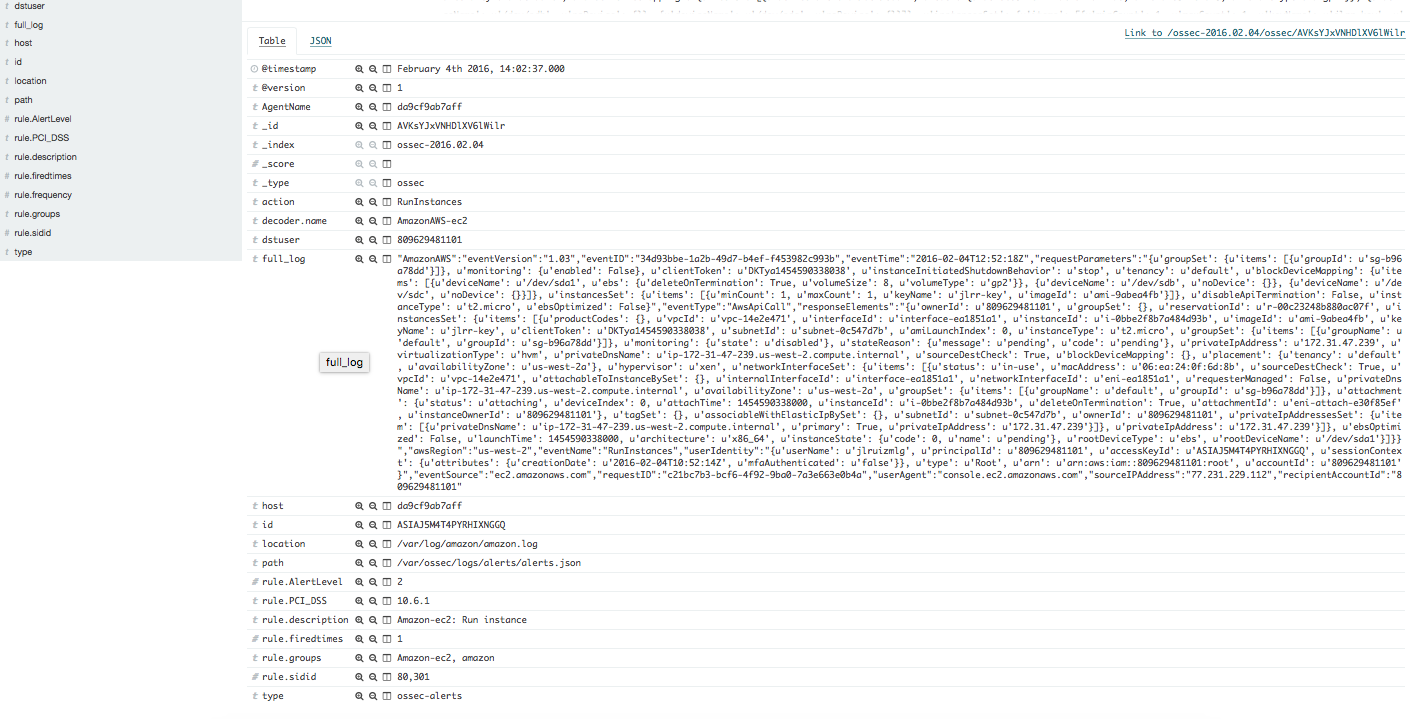 dstuser
t full_log
t host
t id
t location
t path
# rule.AlertLevel
t rule.PCI_DSS
t rule.description
# rule.firedtimes
# rule.frequency
t rule.groups
# rule.sidid
t type
Table JSON
Link to /ossec-2016.02.04/ossec/AVKsYJxVNHDlXV6lWilr
@timestamp February 4th 2016, 14:02:37.000
t @version 1
t AgentName da9cf9ab7aff
t _id AVKsYJxVNHDlXV6lWilr
t _index ossec-2016.02.04
# _score
t _type ossec
t action RunInstances
t decoder.name AmazonAWS-ec2
t dstuser 809629481101
t full_log "AmazonAWS":"eventVersion":"1.03","eventID":"34d93bbe-1a2b-49d7-b4ef-f453982c993b","eventTime":"2016-02-04T12:52:18Z","requestParameters":"{u'groupSet': {u'items': [{u'groupId': u'sg-b96
a78dd'}]}, u'monitoring': {u'enabled': False}, u'clientToken': u'DKTya1454590338038', u'instanceInitiatedShutdownBehavior': u'stop', u'tenancy': u'default', u'blockDeviceMapping': {u'ite
ms': [{u'deviceName': u'/dev/sda1', u'ebs': {u'deleteOnTermination': True, u'volumeSize': 8, u'volumeType': u'gp2'}}, {u'deviceName': u'/dev/sdb', u'noDevice': {}}, {u'deviceName': u'/de
v/sdc', u'noDevice': {}}]}, u'instancesSet': {u'items': [{u'minCount': 1, u'maxCount': 1, u'keyName': u'jlrr-key', u'imageId': u'ami-9abea4fb'}]}, u'disableApiTermination': False, u'inst
anceType': u't2.micro', u'ebsOptimized': False}","eventType":"AwsApiCall","responseElements":"{u'ownerId': u'809629481101', u'groupSet': {}, u'reservationId': u'r-00c23248b880ac07f', u'i
nstancesSet': {u'items': [{u'productCodes': {}, u'vpcId': u'vpc-14e2e471', u'interfaceId': u'interface-ea1851a1', u'instanceId': u'i-0bbe2f8b7a484d93b', u'imageId': u'ami-9abea4fb', u'ke
yName': u'jlrr-key', u'clientToken': u'DKTya1454590338038', u'subnetId': u'subnet-0c547d7b', u'amiLaunchIndex': 0, u'instanceType': u't2.micro', u'groupSet': {u'items': [{u'groupName': u
'default', u'groupId': u'sg-b96a78dd'}]}, u'monitoring': {u'state': u'disabled'}, u'stateReason': {u'message': u'pending', u'code': u'pending'}, u'privateIpAddress': u'172.31.47.239', u'
virtualizationType': u'hvm', u'privateDnsName': u'ip-172-31-47-239.us-west-2.compute.internal', u'sourceDestCheck': True, u'blockDeviceMapping': {}, u'placement': {u'tenancy': u'default'
, u'availabilityZone': u'us-west-2a'}, u'hypervisor': u'xen', u'networkInterfaceSet': {u'items': [{u'status': u'in-use', u'macAddress': u'06:ea:24:0f:6d:8b', u'sourceDestCheck': True, u'
vpcId': u'vpc-14e2e471', u'attachableToInstanceBySet': {}, u'internalInterfaceId': u'interface-ea1851a1', u'networkInterfaceId': u'eni-ea1851a1', u'requesterManaged': False, u'privateDns
Name': u'ip-172-31-47-239.us-west-2.compute.internal', u'availabilityZone': u'us-west-2a', u'groupSet': {u'items': [{u'groupName': u'default', u'groupId': u'sg-b96a78dd'}]}, u'attachment
': {u'status': u'attaching', u'deviceIndex': 0, u'attachTime': 1454590338000, u'instanceId': u'i-0bbe2f8b7a484d93b', u'deleteOnTermination': True, u'attachmentId': u'eni-attach-e30f85ef'
, u'instanceOwnerId': u'809629481101'}, u'tagSet': {}, u'associableWithElasticIpBySet': {}, u'subnetId': u'subnet-0c547d7b', u'ownerId': u'809629481101', u'privateIpAddressesSet': {u'ite
m': [{u'privateDnsName': u'ip-172-31-47-239.us-west-2.compute.internal', u'primary': True, u'privateIpAddress': u'172.31.47.239'}]}, u'privateIpAddress': u'172.31.47.239'}]}, u'ebsOptimi
zed': False, u'launchTime': 1454590338000, u'architecture': u'x86_64', u'instanceState': {u'code': 0, u'name': u'pending'}, u'rootDeviceType': u'ebs', u'rootDeviceName': u'/dev/sda1'}]}}
","awsRegion":"us-west-2","eventName":"RunInstances","userIdentity":"{u'userName': u'jlruizmlg', u'principalId': u'809629481101', u'accessKeyId': u'ASIAJ5M4T4PYRHIXNGGQ', u'sessionContex
t': {u'attributes': {u'creationDate': u'2016-02-04T10:52:14Z', u'mfaAuthenticated': u'false'}}, u'type': u'Root', u'arn': u'arn:aws:iam::809629481101:root', u'accountId': u'809629481101'
}","eventSource":"ec2.amazonaws.com","requestID":"c21bc7b3-bcf6-4f92-9ba0-7a3e663e0b4a","userAgent":"console.ec2.amazonaws.com","sourceIPAddress":"77.231.229.112","recipientAccountId":"8
09629481101"
full_log
t host da9cf9ab7aff
t id ASIAJ5M4T4PYRHIXNGGQ
t location /var/log/amazon/amazon.log
t path /var/ossec/logs/alerts/alerts.json
# rule.AlertLevel 2
t rule.PCI_DSS 10.6.1
t rule.description Amazon-ec2: Run instance
# rule.firedtimes 1
t rule.groups Amazon-ec2, amazon
# rule.sidid 80,301
t type ossec-alerts